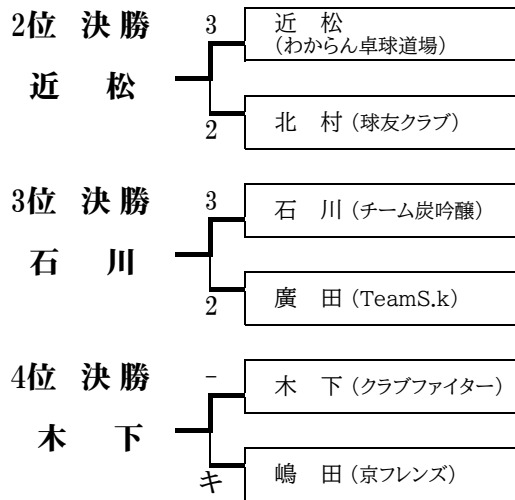 2位 決勝
3
近 松
(わからん卓球道場)
近 松
2
北 村 (球友クラブ)
3位 決勝
3
石 川 (チーム炭吟醸)
石 川
2
廣 田 (TeamS.k)
4位 決勝
-
木 下 (クラブファイター)
木 下
キ
嶋 田 (京フレンズ)